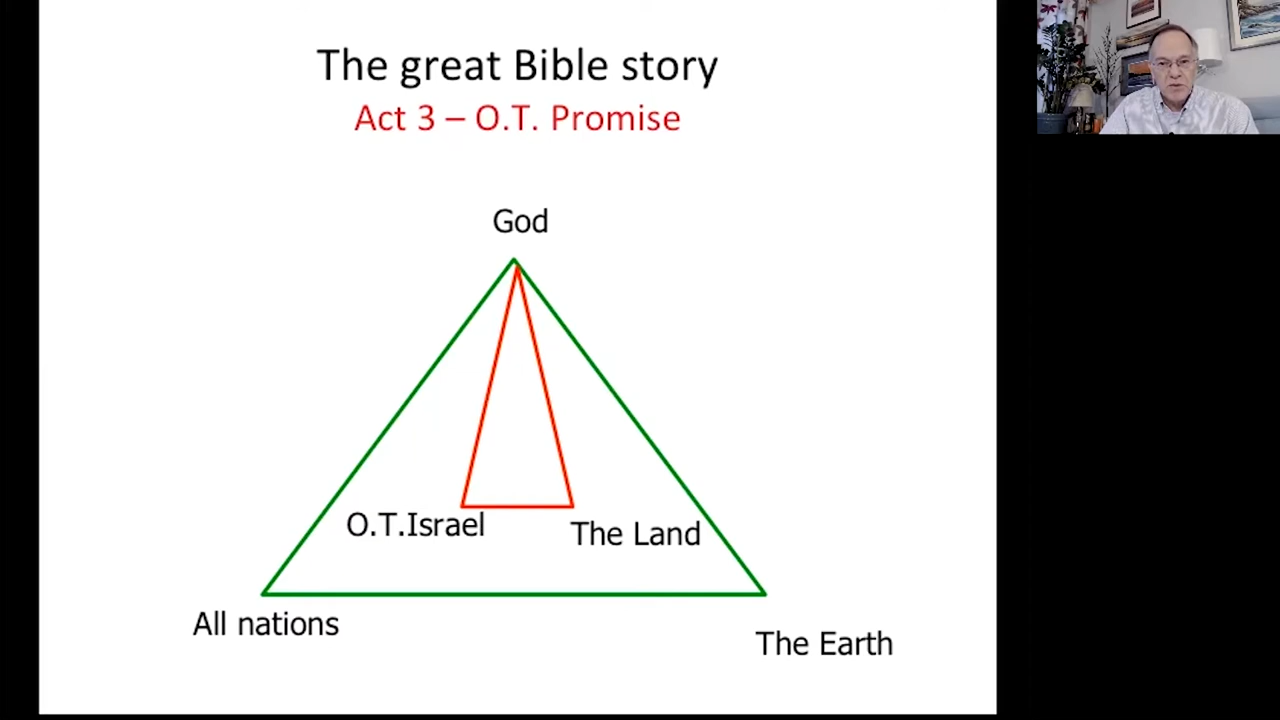 The great Bible story
Act 3 – O.T. Promise
God
O.T.Israel
The Land
All nations
The Earth